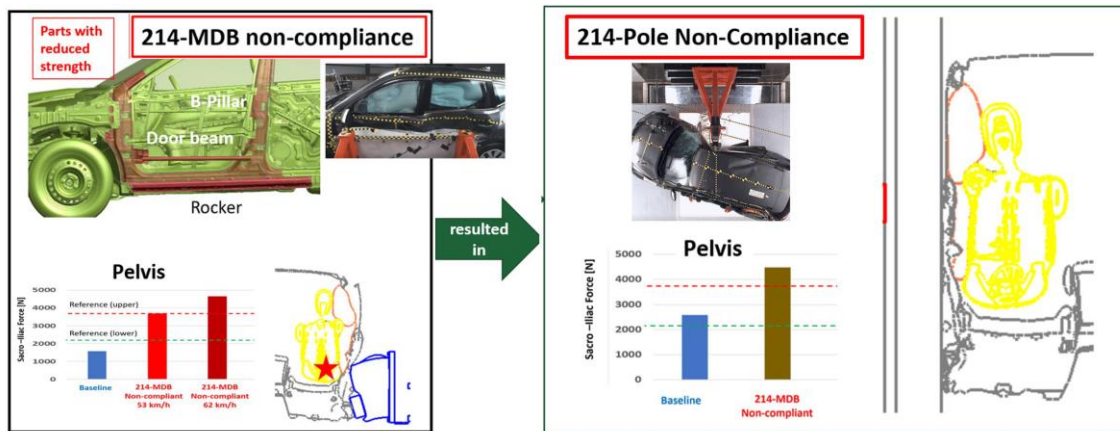 Parts with
reduced
strength
214-MDB non-compliance
B-Pillar
Door beam
Rocker
Pelvis
Sacro –Iliac Force [N]
5000
4000
3000
2000
1000
0
Reference (upper)
Reference (lower)
Baseline
214-MDB
Non-compliant
53 km/h
214-MDB
Non-compliant
62 km/h
resulted
in
214-Pole Non-Compliance
Pelvis
Sacro –Iliac Force [N]
5000
4000
3000
2000
1000
0
Baseline
214-MDB
Non-compliant